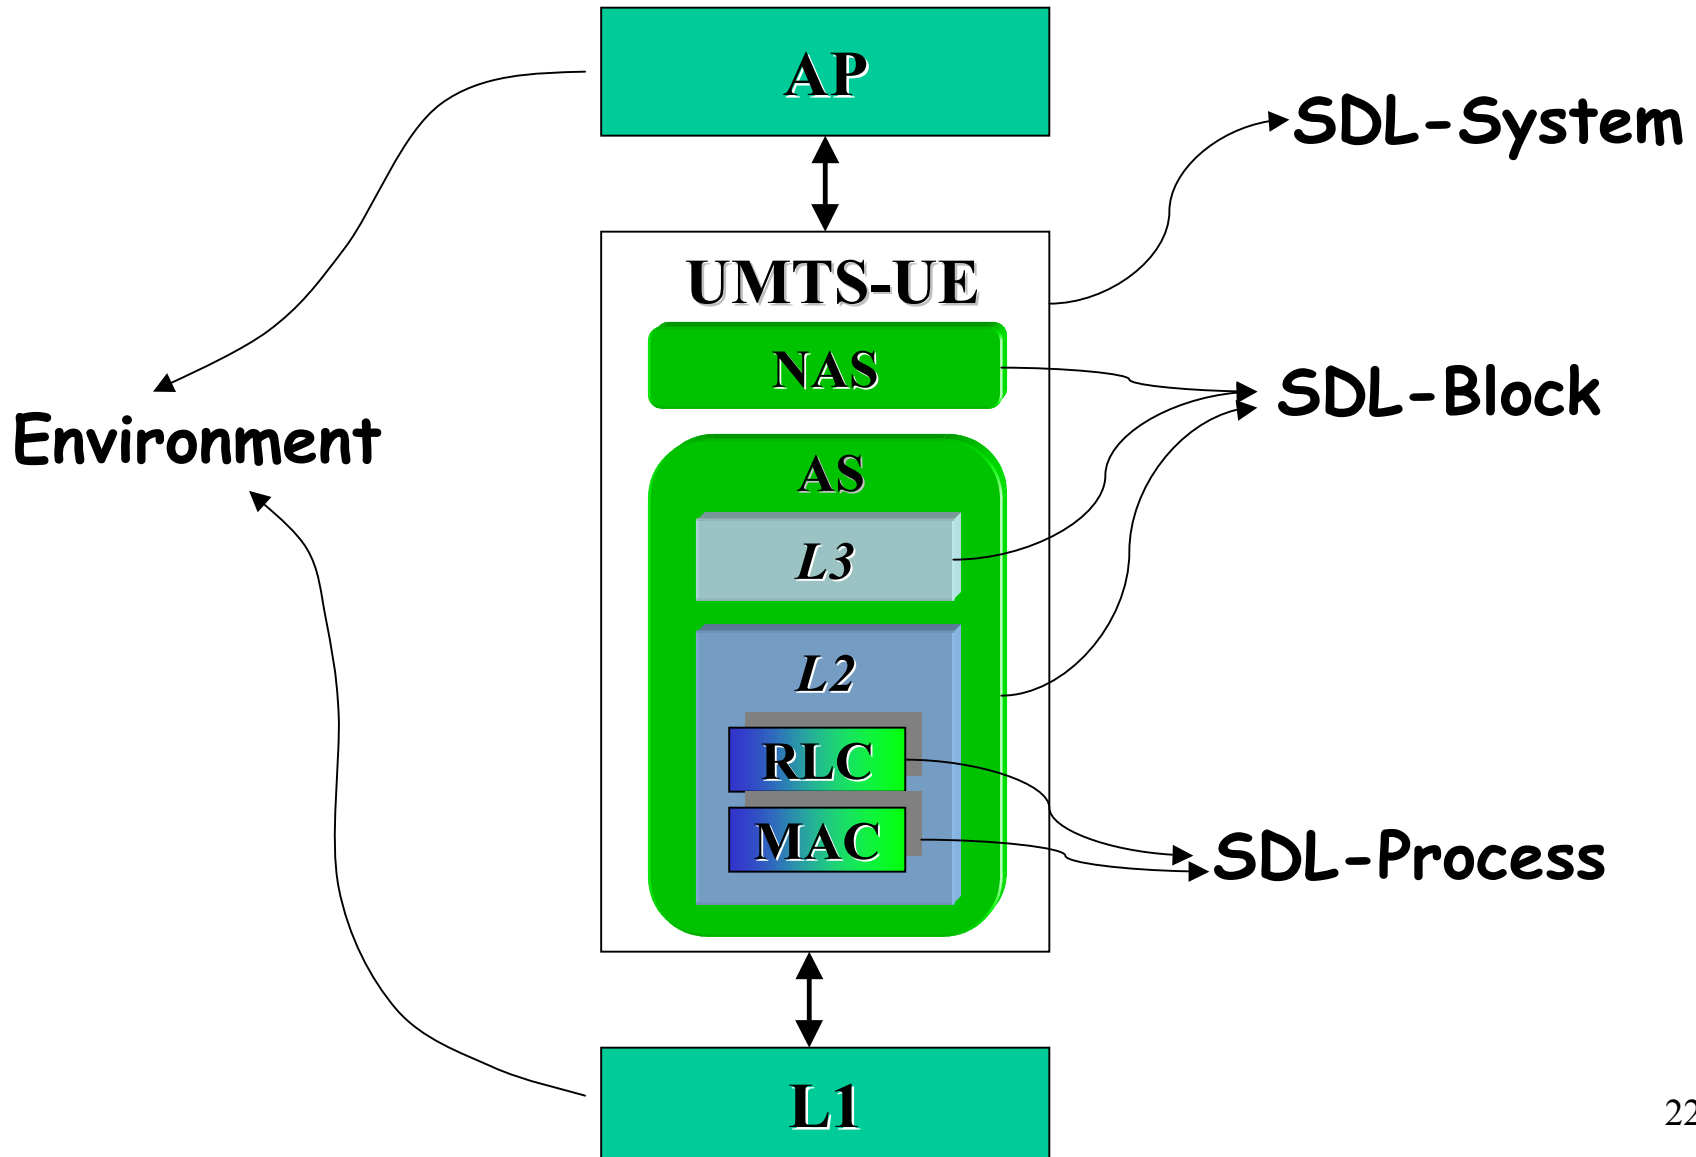 AP
SDL-System
UMTS-UE
NAS
SDL-Block
Environment
AS
L3
L2
RLC
MAC
SDL-Process
L1
22